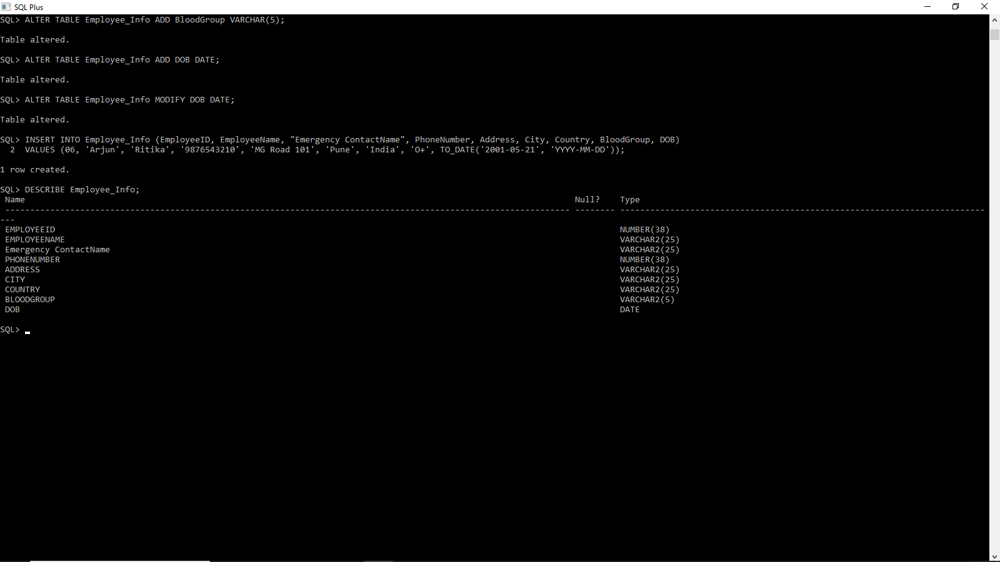 SQL Plus
SQL> ALTER TABLE Employee_Info ADD BloodGroup VARCHAR(5);
Table altered.
SQL> ALTER TABLE Employee_Info ADD DOB DATE;
Table altered.
SQL> ALTER TABLE Employee_Info MODIFY DOB DATE;
Table altered.
SQL> INSERT INTO Employee_Info (EmployeeID, EmployeeName, "Emergency ContactName", PhoneNumber, Address, City, Country, BloodGroup, DOB)
  2  VALUES (06, 'Arjun', 'Ritika', '9876543210', 'MG Road 101', 'Pune', 'India', 'O+', TO_DATE('2001-05-21', 'YYYY-MM-DD'));
1 row created.
SQL> DESCRIBE Employee_Info;
 Name Null? Type
 ----------------------------------------------------------------------------------------------------------------- -------- -------------------------------------------------------------------------
---
 EMPLOYEEID NUMBER(38)
 EMPLOYEENAME VARCHAR2(25)
 Emergency ContactName VARCHAR2(25)
 PHONENUMBER NUMBER(38)
 ADDRESS VARCHAR2(25)
 CITY VARCHAR2(25)
 COUNTRY VARCHAR2(25)
 BLOODGROUP VARCHAR2(5)
 DOB DATE
SQL>